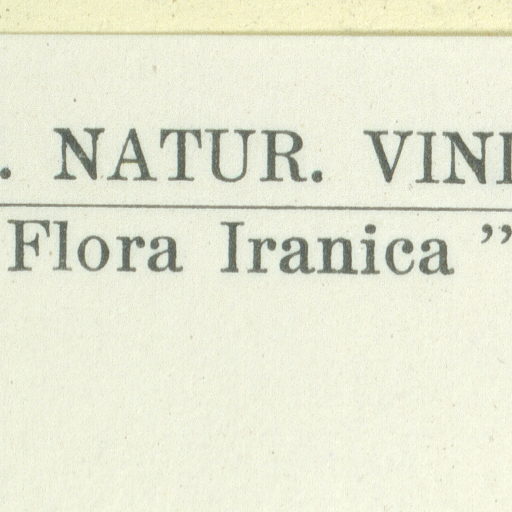 . NATUR. VIN
Flora Iranica ”